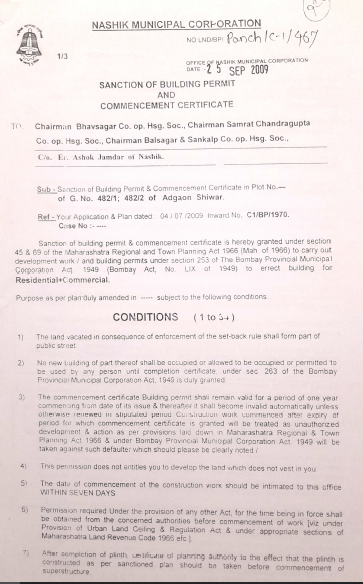 NASHIK MUNICIPAL CORPORATION
NO LND/BP/ Panch/C-1/467
1/3
OFFICE OF NASHIK MUNICIPAL CORPORATION
DATE :- 25 SEP 2009
SANCTION OF BUILDING PERMIT
AND
COMMENCEMENT CERTIFICATE
TO, Chairman Bhavsagar Co. op. Hsg. Soc., Chairman Samrat Chandragupta
Co. op. Hsg. Soc., Chairman Balsagar & Sankalp Co. op. Hsg. Soc.,
C/o. Er. Ashok Jamdar of Nashik.
Sub - Sanction of Building Permit & Commencement Certificate in Plot No.---
of G. No. 482/1; 482/2 of Adgaon Shiwar.
Ref - Your Application & Plan dated : 04 / 07 / 2009 Inward No. C1/BP/1970.
Case No :- ----
Sanction of building permit & commencement certificate is hereby granted under section
45 & 69 of the Maharashtra Regional and Town Planning Act 1966 (Mah of 1966) to carry out
development work / and building permits under section 253 of The Bombay Provincial Municipal
Corporation Act, 1949 (Bombay Act, No. LIX of 1949) to erect building for
Residential+Commercial.
Purpose as per plan duly amended in ----- subject to the following conditions.
CONDITIONS ( 1 to 34)
1) The land vacated in consequence of enforcement of the set-back rule shall form part of
public street
2) No new building of part thereof shall be occupied or allowed to be occupied or permitted to
be used by any person until completion certificate under sec 263 of the Bombay
Provincial Municipal Corporation Act, 1949 is duly granted
3) The commencement certificate Building permit shall remain valid for a period of one year
commencing from date of its issue & thereafter it shall become invalid automatically unless
otherwise renewed in stipulated period Construction work commenced after expiry of
period for which commencement certificate is granted will be treated as unauthorized
development & action as per provisions laid down in Maharashtra Regional & Town
Planning Act 1966 & under Bombay Provincial Municipal Corporation Act. 1949 will be
taken against such defaulter which should please be clearly noted /
4) This permission does not entitles you to develop the land which does not vest in you.
5) The date of commencement of the construction work should be intimated to this office
WITHIN SEVEN DAYS
6) Permission required Under the provision of any other Act, for the time being in force shall
be obtained from the concerned authorities before commencement of work [viz under
Provision of Urban Land Ceiling & Regulation Act & under appropriate sections of
Maharashtra Land Revenue Code 1966 etc.].
7) After completion of plinth, certificate of planning authority to the effect that the plinth is
constructed as per sanctioned plan should be taken before commencement of
superstructure.